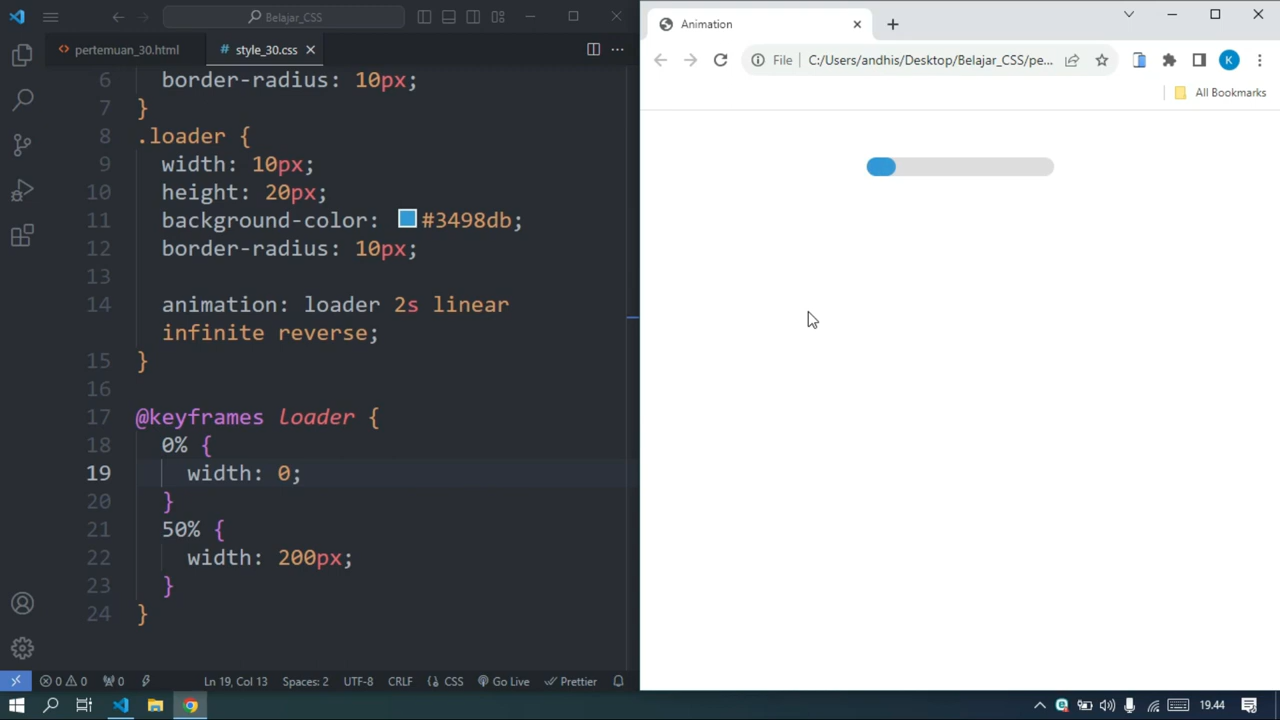 Belajar_CSS
pertemuan_30.html
# style_30.css
6 border-radius: 10px;
7 }
8 .loader {
9 width: 10px;
10 height: 20px;
11 background-color: #3498db;
12 border-radius: 10px;
13
14 animation: loader 2s linear
infinite reverse;
15 }
16
17 @keyframes loader {
18 0% {
19 width: 0;
20 }
21 50% {
22 width: 200px;
23 }
24 }
0 0 0 Ln 19, Col 13 Spaces: 2 UTF-8 CRLF {} CSS Go Live Prettier
Animation
File C:/Users/andhis/Desktop/Belajar_CSS/pe...
K
All Bookmarks
19.44